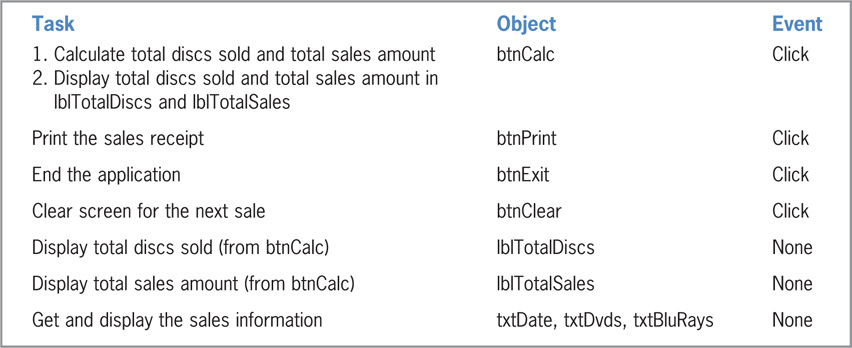 Task Object Event
1. Calculate total discs sold and total sales amount btnCalc Click
2. Display total discs sold and total sales amount in
lblTotalDiscs and lblTotalSales
Print the sales receipt btnPrint Click
End the application btnExit Click
Clear screen for the next sale btnClear Click
Display total discs sold (from btnCalc) lblTotalDiscs None
Display total sales amount (from btnCalc) lblTotalSales None
Get and display the sales information txtDate, txtDvds, txtBluRays None